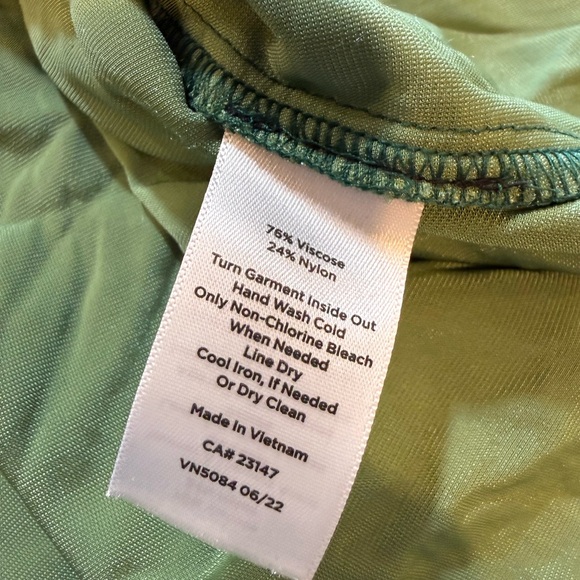 76% Viscose
24% Nylon
Turn Garment Inside Out
Hand Wash Cold
Only Non-Chlorine Bleach
When Needed
Line Dry
Cool Iron, If Needed
Or Dry Clean
Made In Vietnam
CA# 23147
VN5084 06/22